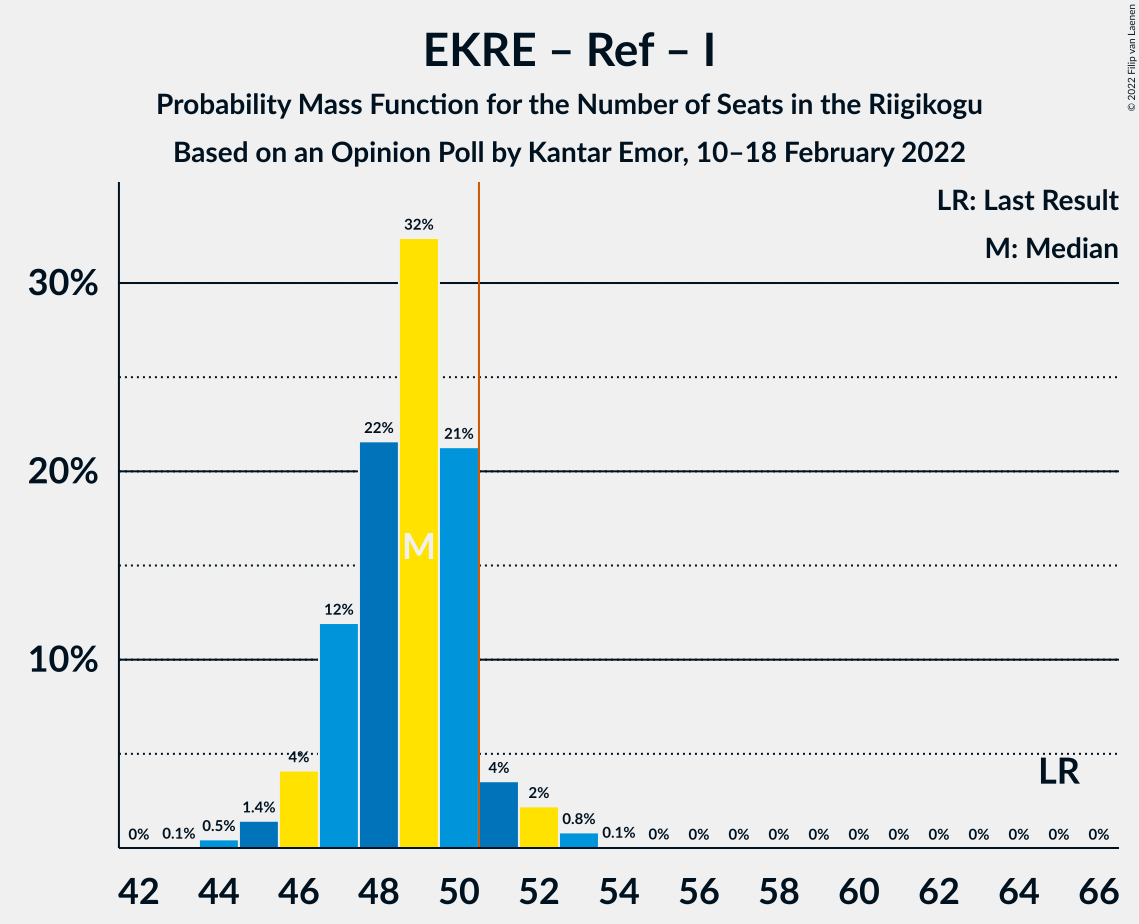 EKRE – Ref – I
Probability Mass Function for the Number of Seats in the Riigikogu
Based on an Opinion Poll by Kantar Emor, 10–18 February 2022
© 2022 Filip van Laenen
LR: Last Result
M: Median
30%
20%
10%
0% 0.1% 0.5% 1.4% 4% 12% 22% 32% 21% 4% 2% 0.8% 0.1% 0% 0% 0% 0% 0% 0% 0% 0% 0% 0% 0% 0%
M
LR
42 44 46 48 50 52 54 56 58 60 62 64 66